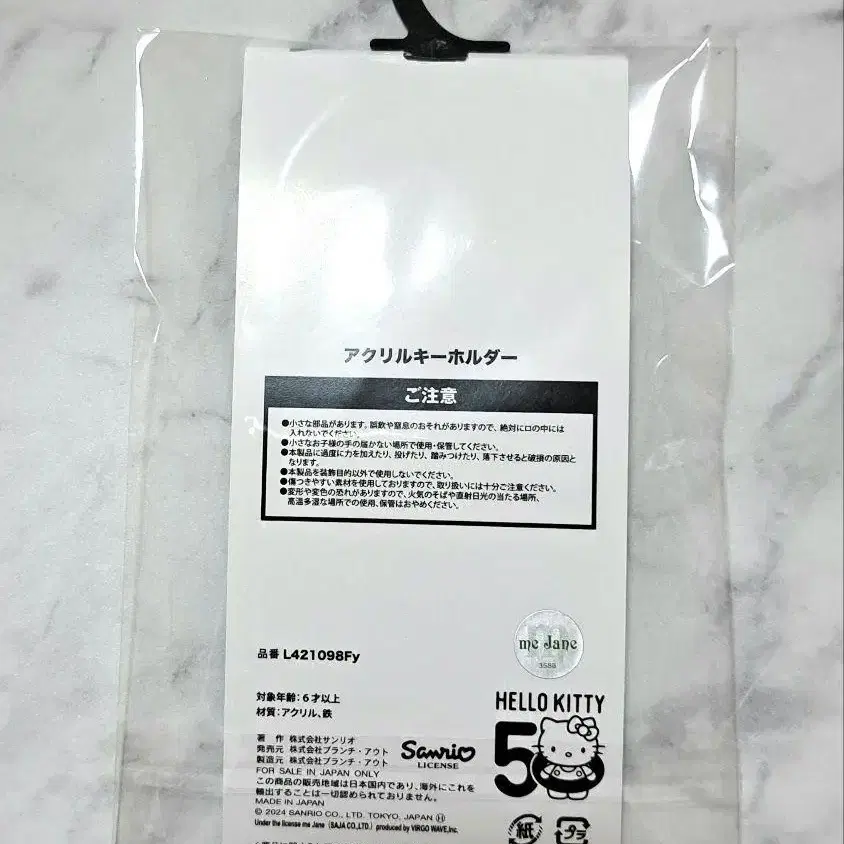 アクリルキーホルダー
ご注意
●小さな部品があります。誤飲や窒息のおそれがありますので、絶対に口の中には
入れないでください。
●小さなお子様の手の届かない場所で使用・保管してください。
●本製品に過度に力を加えたり、投げたり、踏みつけたり、落下させると破損の原因と
なります。
●本製品を装飾目的以外で使用しないでください。
●傷つきやすい素材を使用しておりますので、取り扱いには十分ご注意ください。
●変形や変色の恐れがありますので、火気のそばや直射日光の当たる場所、
高温多湿な場所での使用、保管はおやめください。
me Jane
3588
品番 L421098Fy
対象年齢：6才以上
材質：アクリル、鉄
HELLO KITTY
50
著 作 株式会社サンリオ
発売元 株式会社ブランチ・アウト
製造元 株式会社ブランチ・アウト
Sanrio
LICENSE
FOR SALE IN JAPAN ONLY
この商品の販売地域は日本国内であり、海外にこれを
輸出することは一切認められておりません。
MADE IN JAPAN
© 2024 SANRIO CO., LTD. TOKYO, JAPAN Ⓗ
Under the license me Jane (SAJA CO.,LTD.) produced by VIRGO WAVE,Inc.
紙
プラ